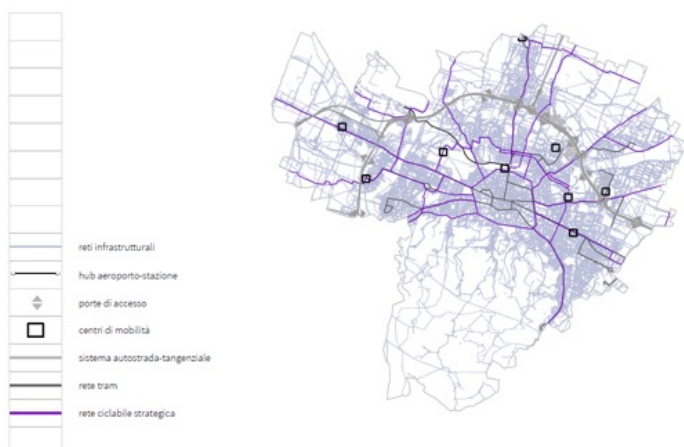 reti infrastrutturali
hub aeroporto-stazione
porte di accesso
centri di mobilità
sistema autostrada-tangenziale
rete tram
rete ciclabile strategica